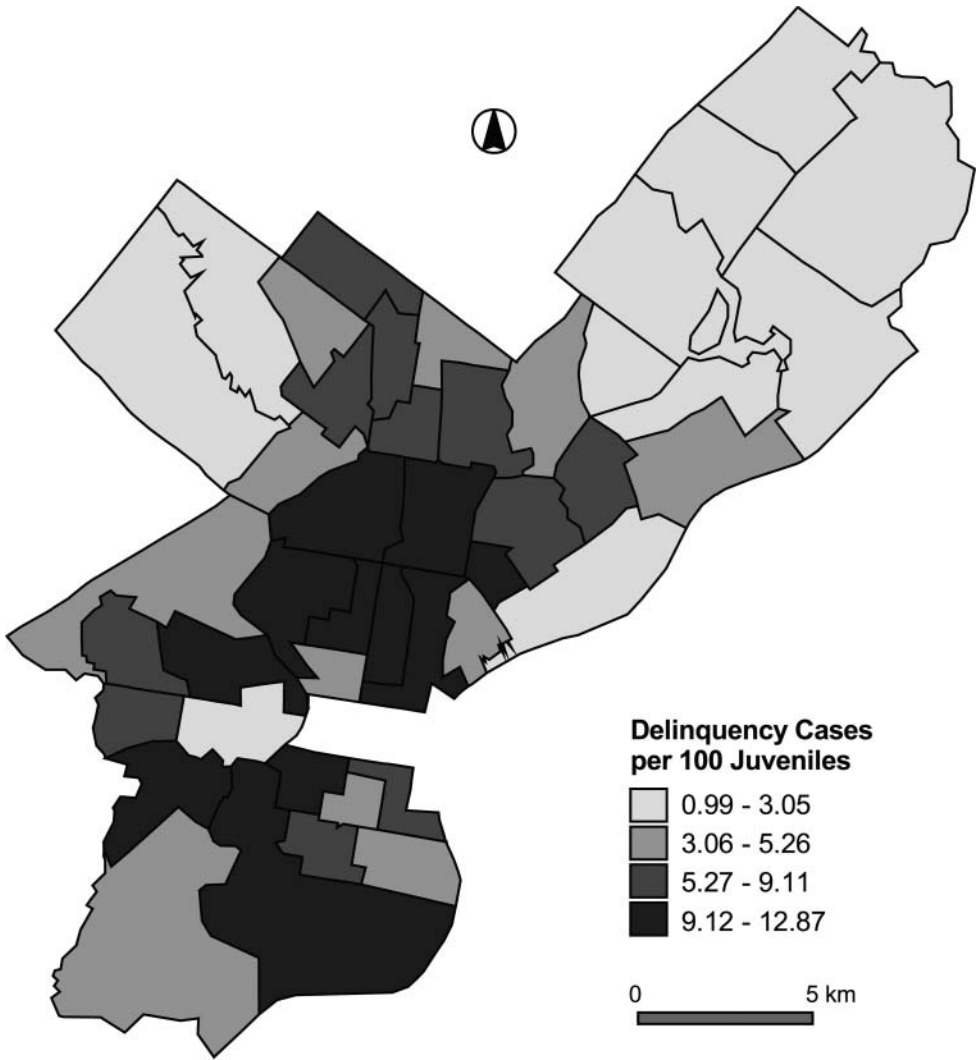 Delinquency Cases
per 100 Juveniles
0.99 - 3.05
3.06 - 5.26
5.27 - 9.11
9.12 - 12.87
0 5 km